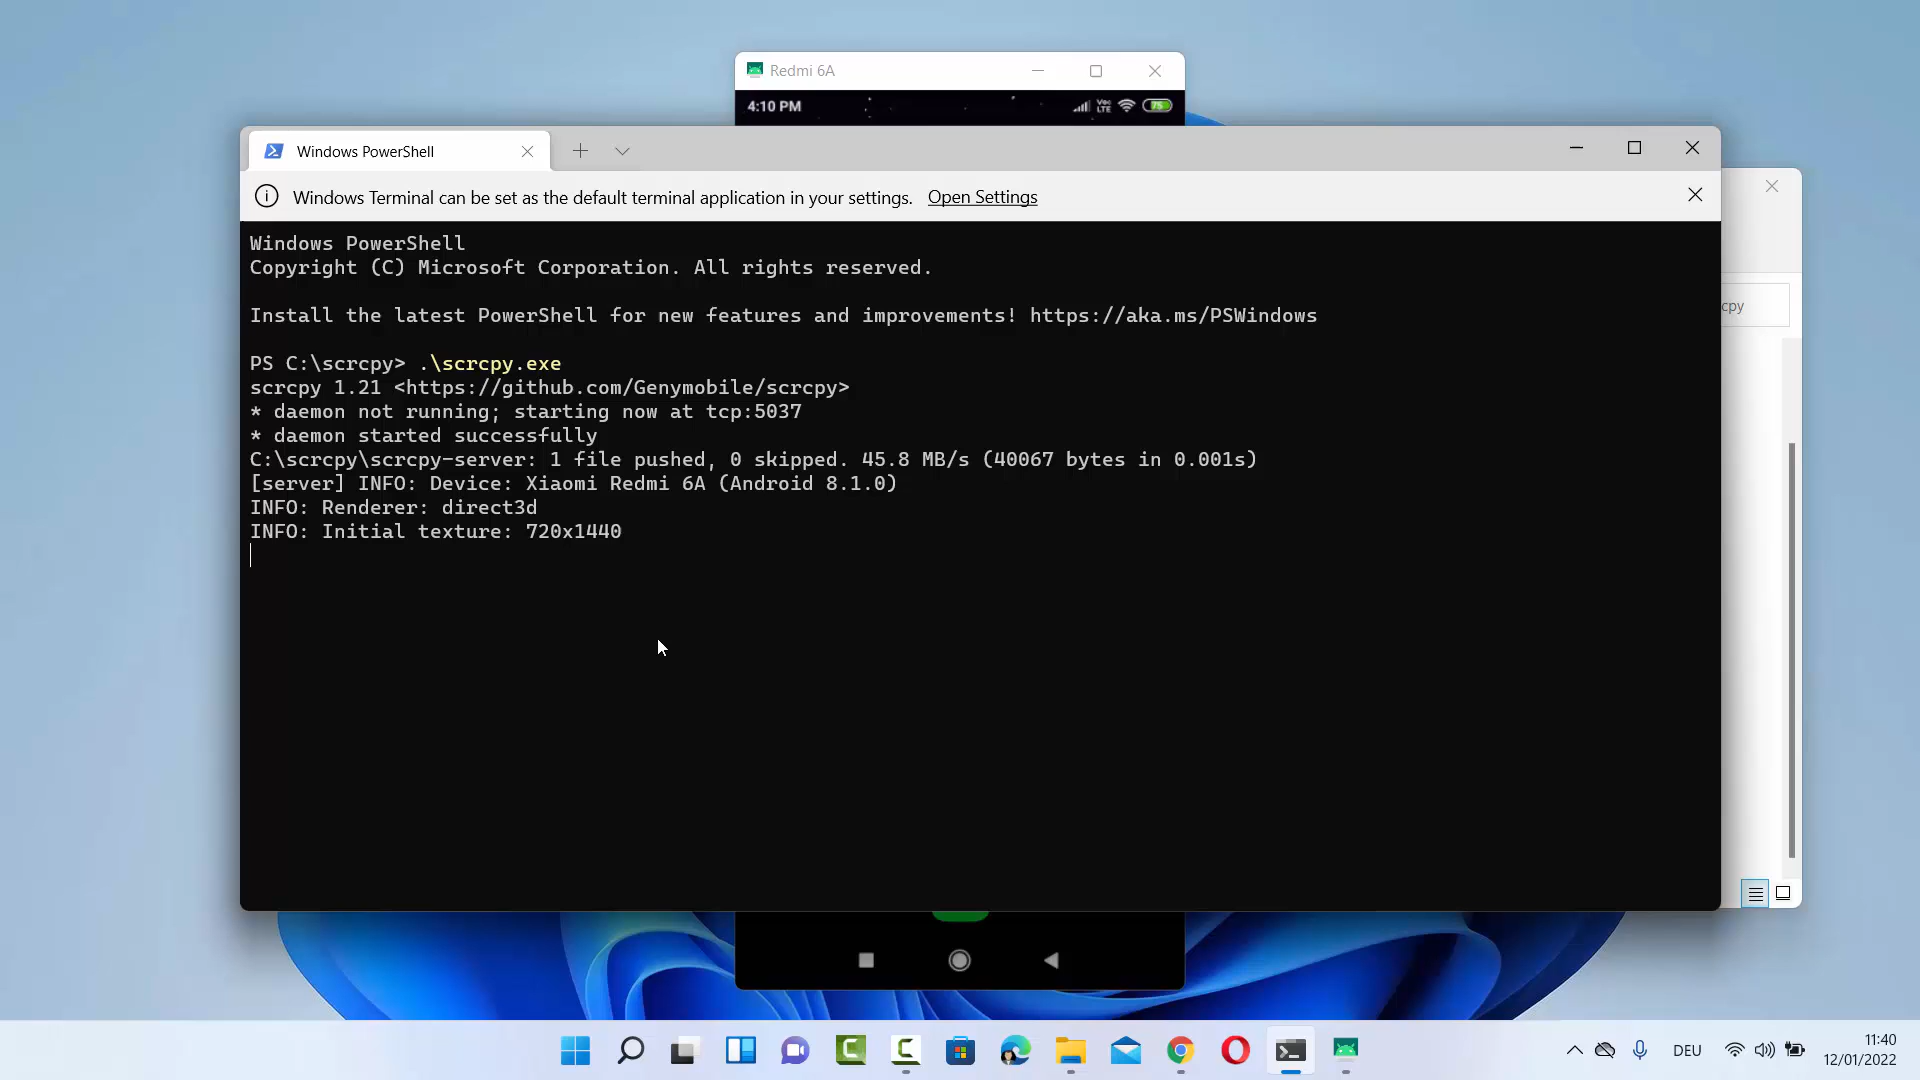 Redmi 6A
4:10 PM
Vo
LTE
75
Windows PowerShell
Windows Terminal can be set as the default terminal application in your settings. Open Settings
Windows PowerShell
Copyright (C) Microsoft Corporation. All rights reserved.
Install the latest PowerShell for new features and improvements! https://aka.ms/PSWindows
PS C:\scrcpy> .\scrcpy.exe
scrcpy 1.21 <https://github.com/Genymobile/scrcpy>
* daemon not running; starting now at tcp:5037
* daemon started successfully
C:\scrcpy\scrcpy-server: 1 file pushed, 0 skipped. 45.8 MB/s (40067 bytes in 0.001s)
[server] INFO: Device: Xiaomi Redmi 6A (Android 8.1.0)
INFO: Renderer: direct3d
INFO: Initial texture: 720x1440
cpy
DEU
11:40
12/01/2022